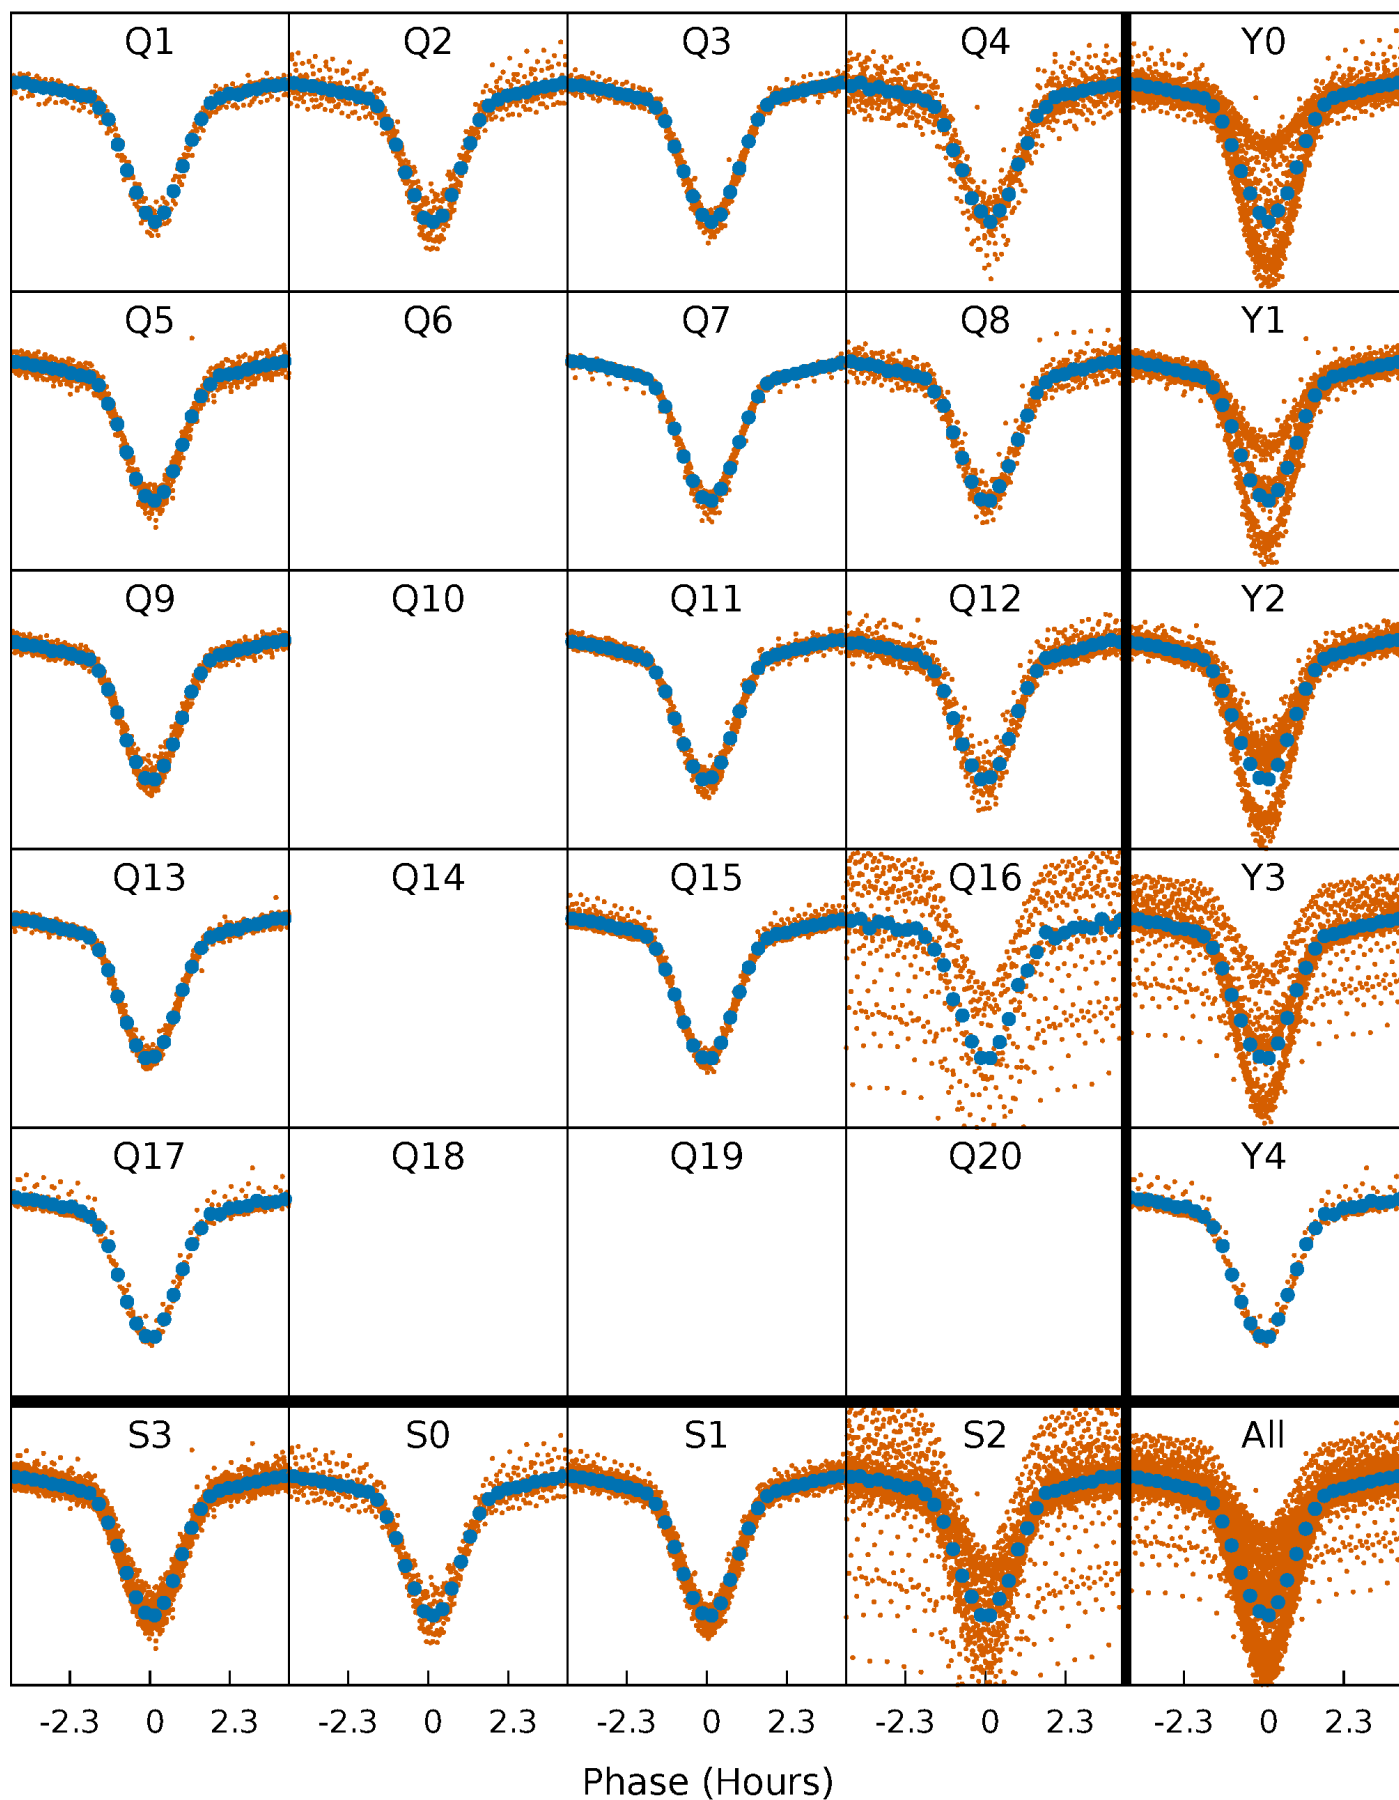 Q1 Q2 Q3 Q4 Y0
Q5 Q6 Q7 Q8 Y1
Q9 Q10 Q11 Q12 Y2
Q13 Q14 Q15 Q16 Y3
Q17 Q18 Q19 Q20 Y4
S3 S0 S1 S2 All
-2.3 0 2.3 -2.3 0 2.3 -2.3 0 2.3 -2.3 0 2.3 -2.3 0 2.3
Phase (Hours)